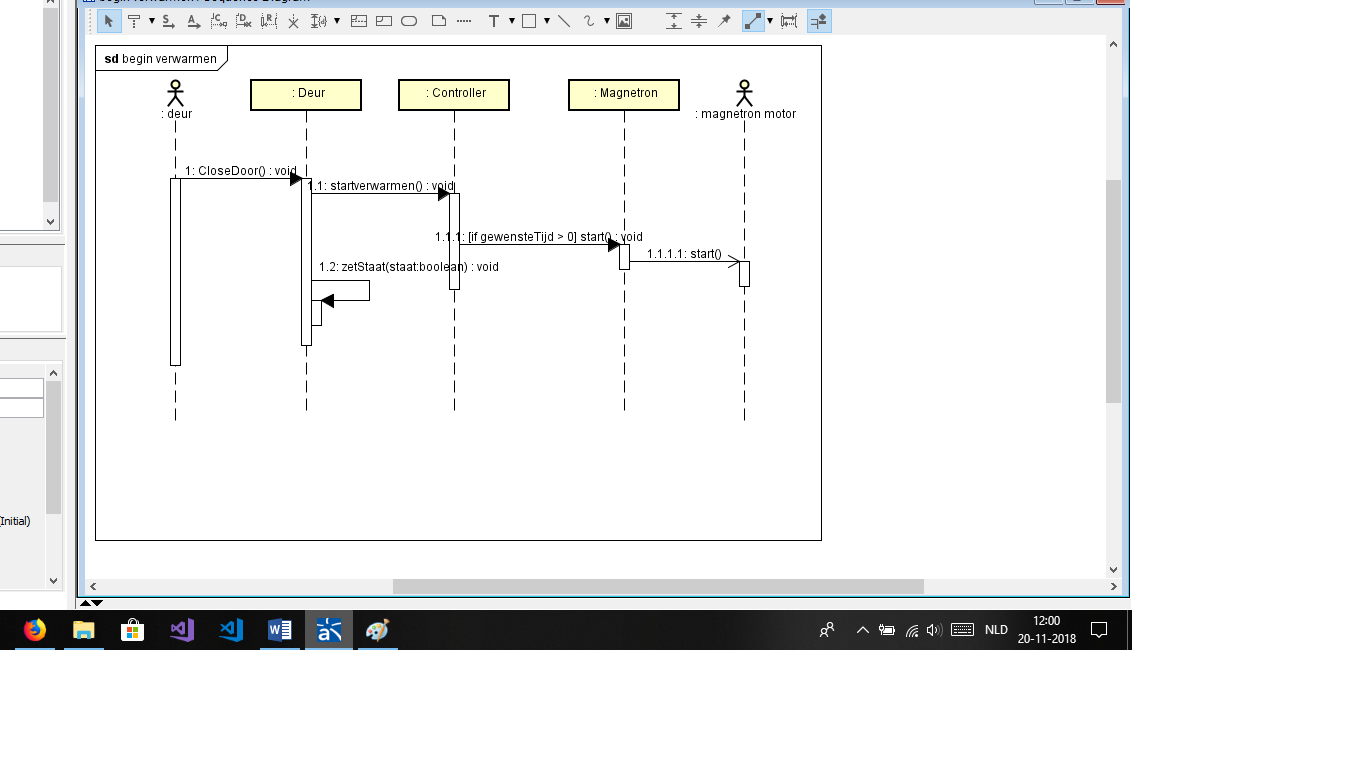 sd begin verwarmen
: deur
: Deur
: Controller
: Magnetron
: magnetron motor
1: CloseDoor() : void
1.1: startverwarmen() : void
1.1.1: [if gewensteTijd > 0] start() : void
1.1.1.1: start()
1.2: zetStaat(staat:boolean) : void
Initial)
NLD
12:00
20-11-2018